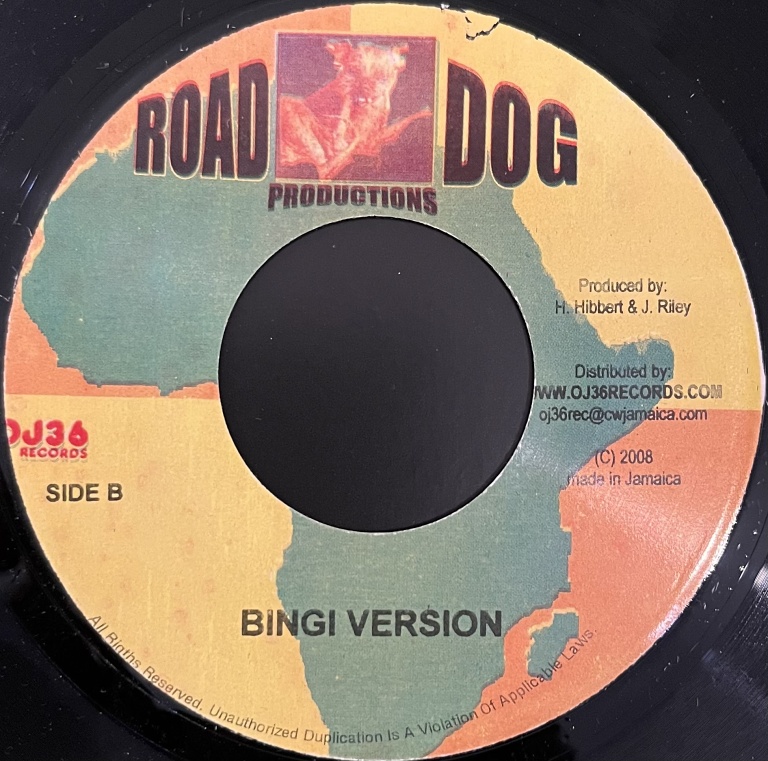 ROAD DOG
PRODUCTIONS
Produced by:
H. Hibbert & J. Riley
Distributed by:
WWW.OJ36RECORDS.COM
oj36rec@cwjamaica.com
(C) 2008
made in Jamaica
OJ36
RECORDS
SIDE B
BINGI VERSION
All Rigths Reserved. Unauthorized Duplication Is A Violation Of Applicable Laws.